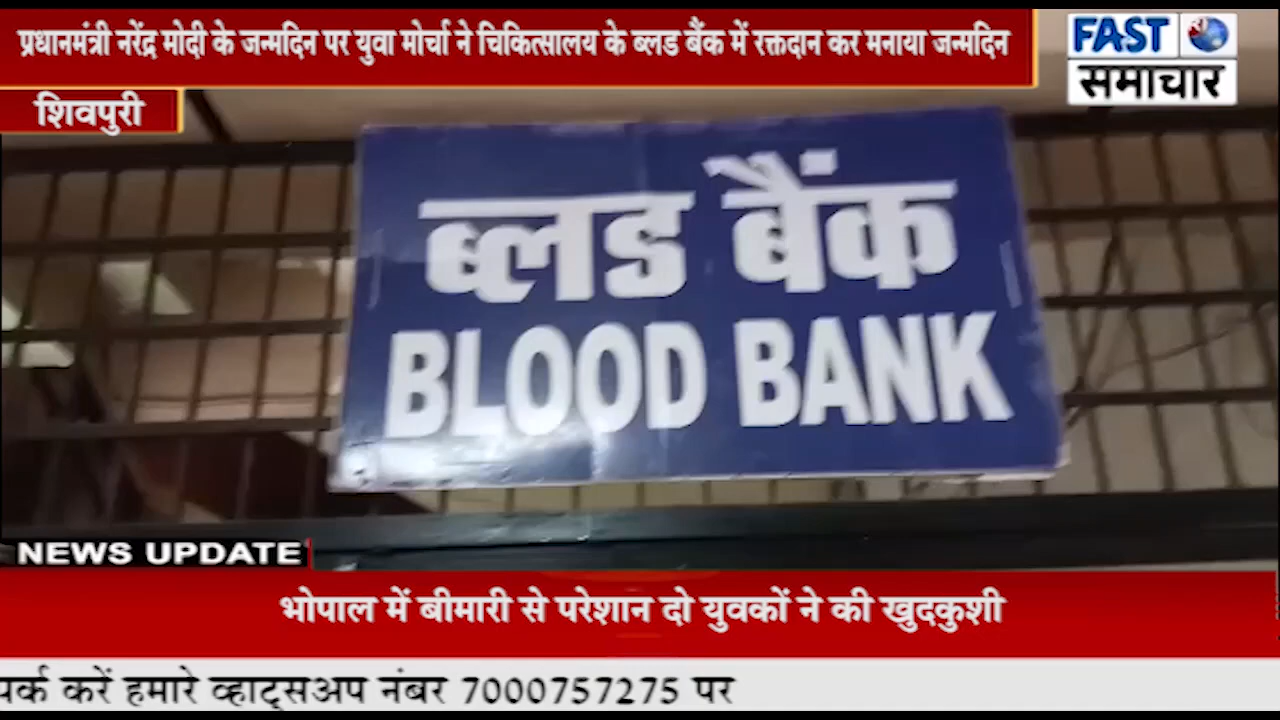 प्रधानमंत्री नरेंद्र मोदी के जन्मदिन पर युवा मोर्चा ने चिकित्सालय के ब्लड बैंक में रक्तदान कर मनाया जन्मदिन
FAST
समाचार
शिवपुरी
ब्लड बैंक
BLOOD BANK
NEWS UPDATE
भोपाल में बीमारी से परेशान दो युवकों ने की खुदकुशी
र्क करें हमारे व्हाट्सअप नंबर 7000757275 पर